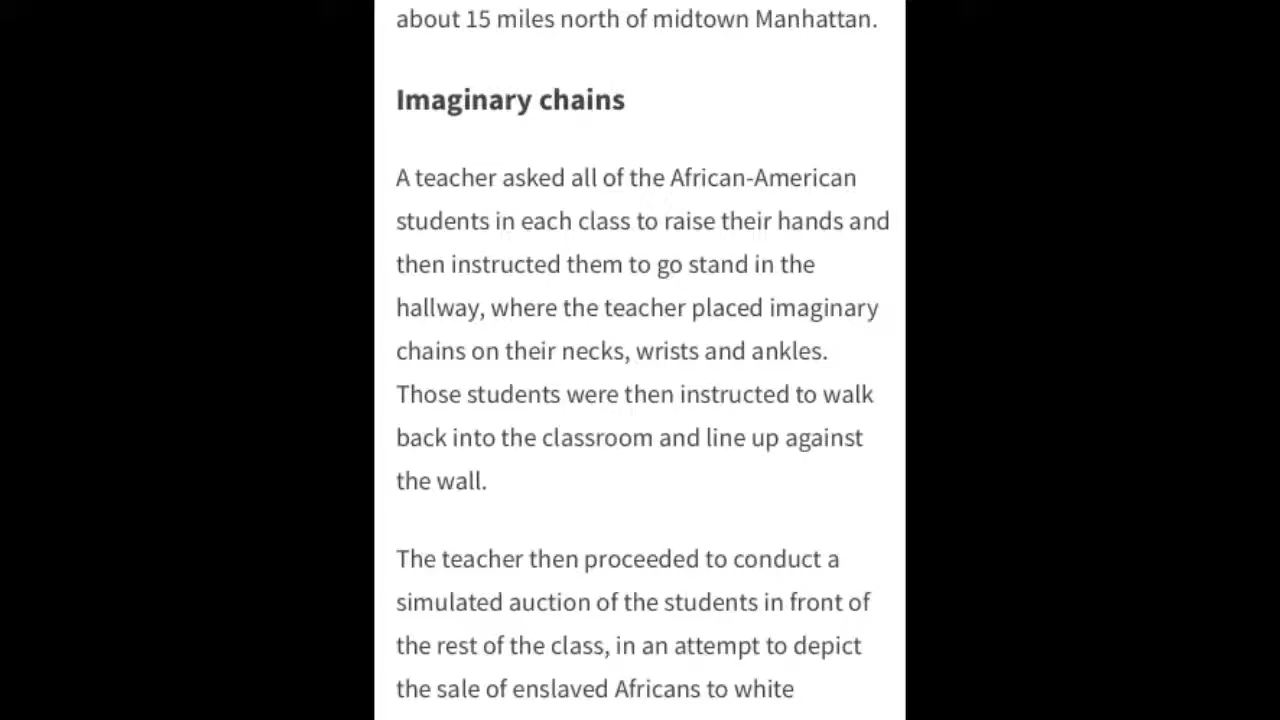 about 15 miles north of midtown Manhattan.
Imaginary chains
A teacher asked all of the African-American
students in each class to raise their hands and
then instructed them to go stand in the
hallway, where the teacher placed imaginary
chains on their necks, wrists and ankles.
Those students were then instructed to walk
back into the classroom and line up against
the wall.
The teacher then proceeded to conduct a
simulated auction of the students in front of
the rest of the class, in an attempt to depict
the sale of enslaved Africans to white